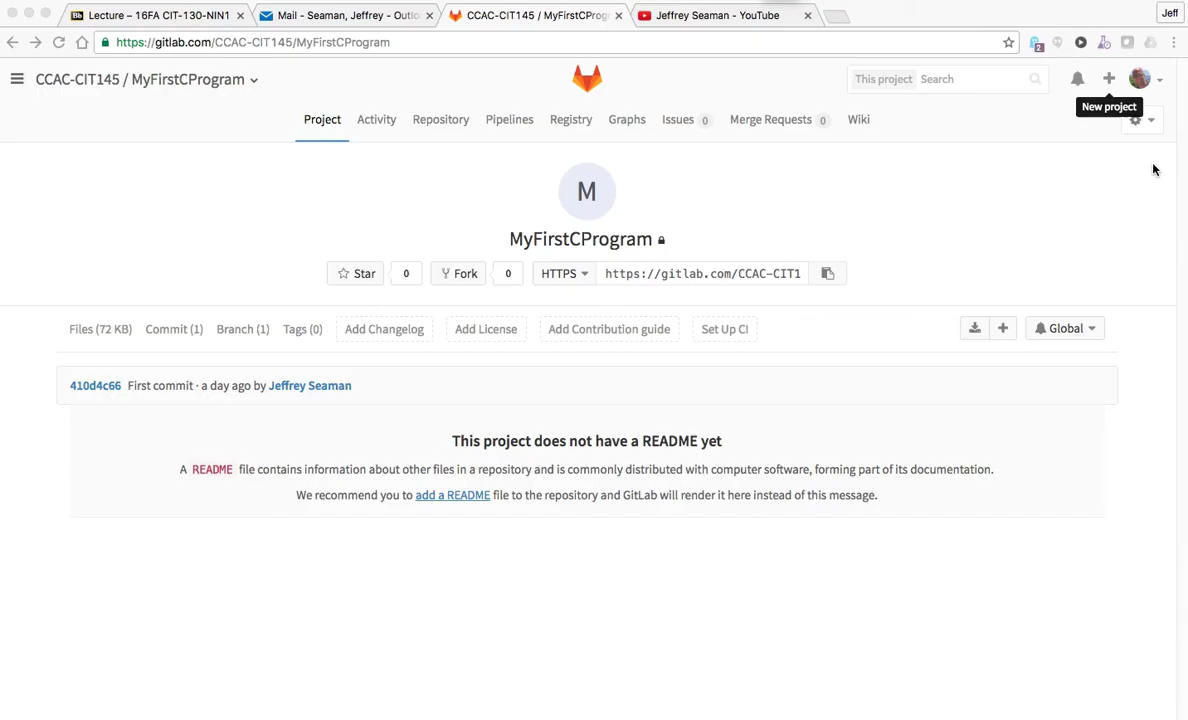 Lecture – 16FA CIT-130-NIN1
Mail - Seaman, Jeffrey - Outlo
CCAC-CIT145 / MyFirstCProg
Jeffrey Seaman - YouTube
Jeff
https://gitlab.com/CCAC-CIT145/MyFirstCProgram
2
CCAC-CIT145 / MyFirstCProgram
This project Search
New project
Project Activity Repository Pipelines Registry Graphs Issues 0 Merge Requests 0 Wiki
M
MyFirstCProgram
Star 0 Fork 0 HTTPS https://gitlab.com/CCAC-CIT1
Files (72 KB) Commit (1) Branch (1) Tags (0) Add Changelog Add License Add Contribution guide Set Up CI Global
410d4c66 First commit · a day ago by Jeffrey Seaman
This project does not have a README yet
A README file contains information about other files in a repository and is commonly distributed with computer software, forming part of its documentation.
We recommend you to add a README file to the repository and GitLab will render it here instead of this message.